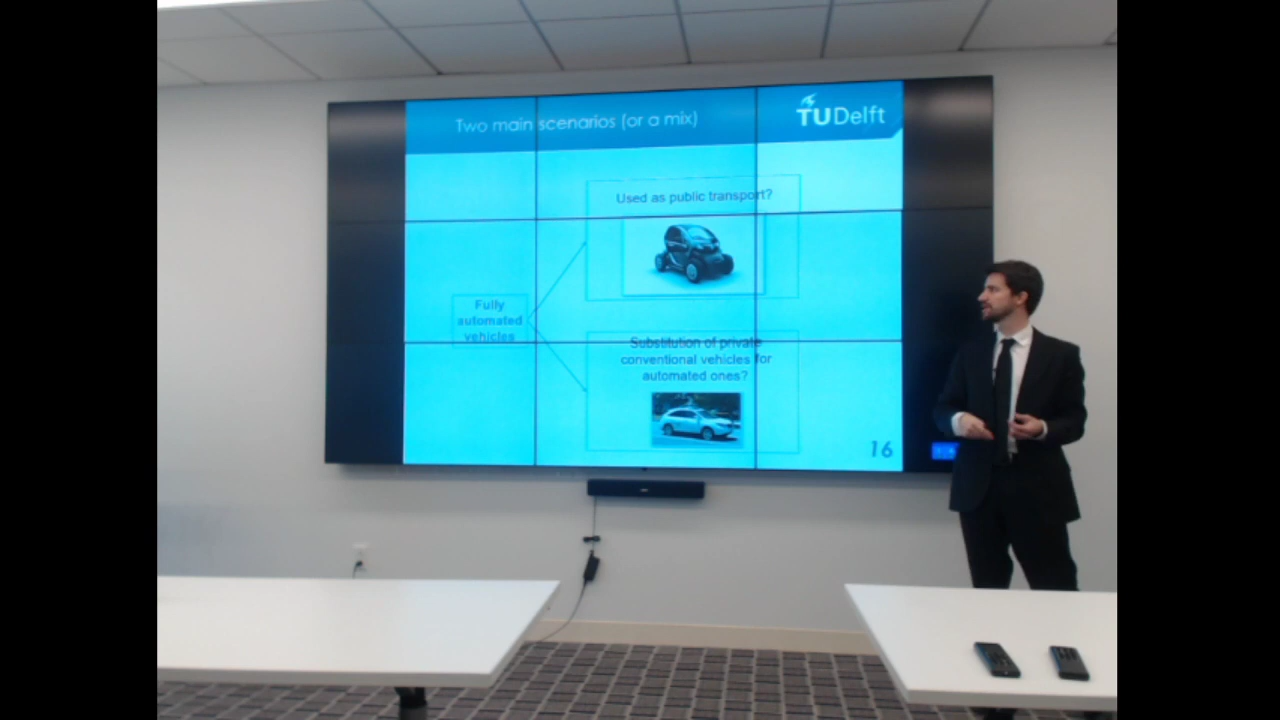 Two main scenarios (or a mix)
TUDelft
Used as public transport?
Fully
automated
vehicles
Substitution of private
conventional vehicles for
automated ones?
16